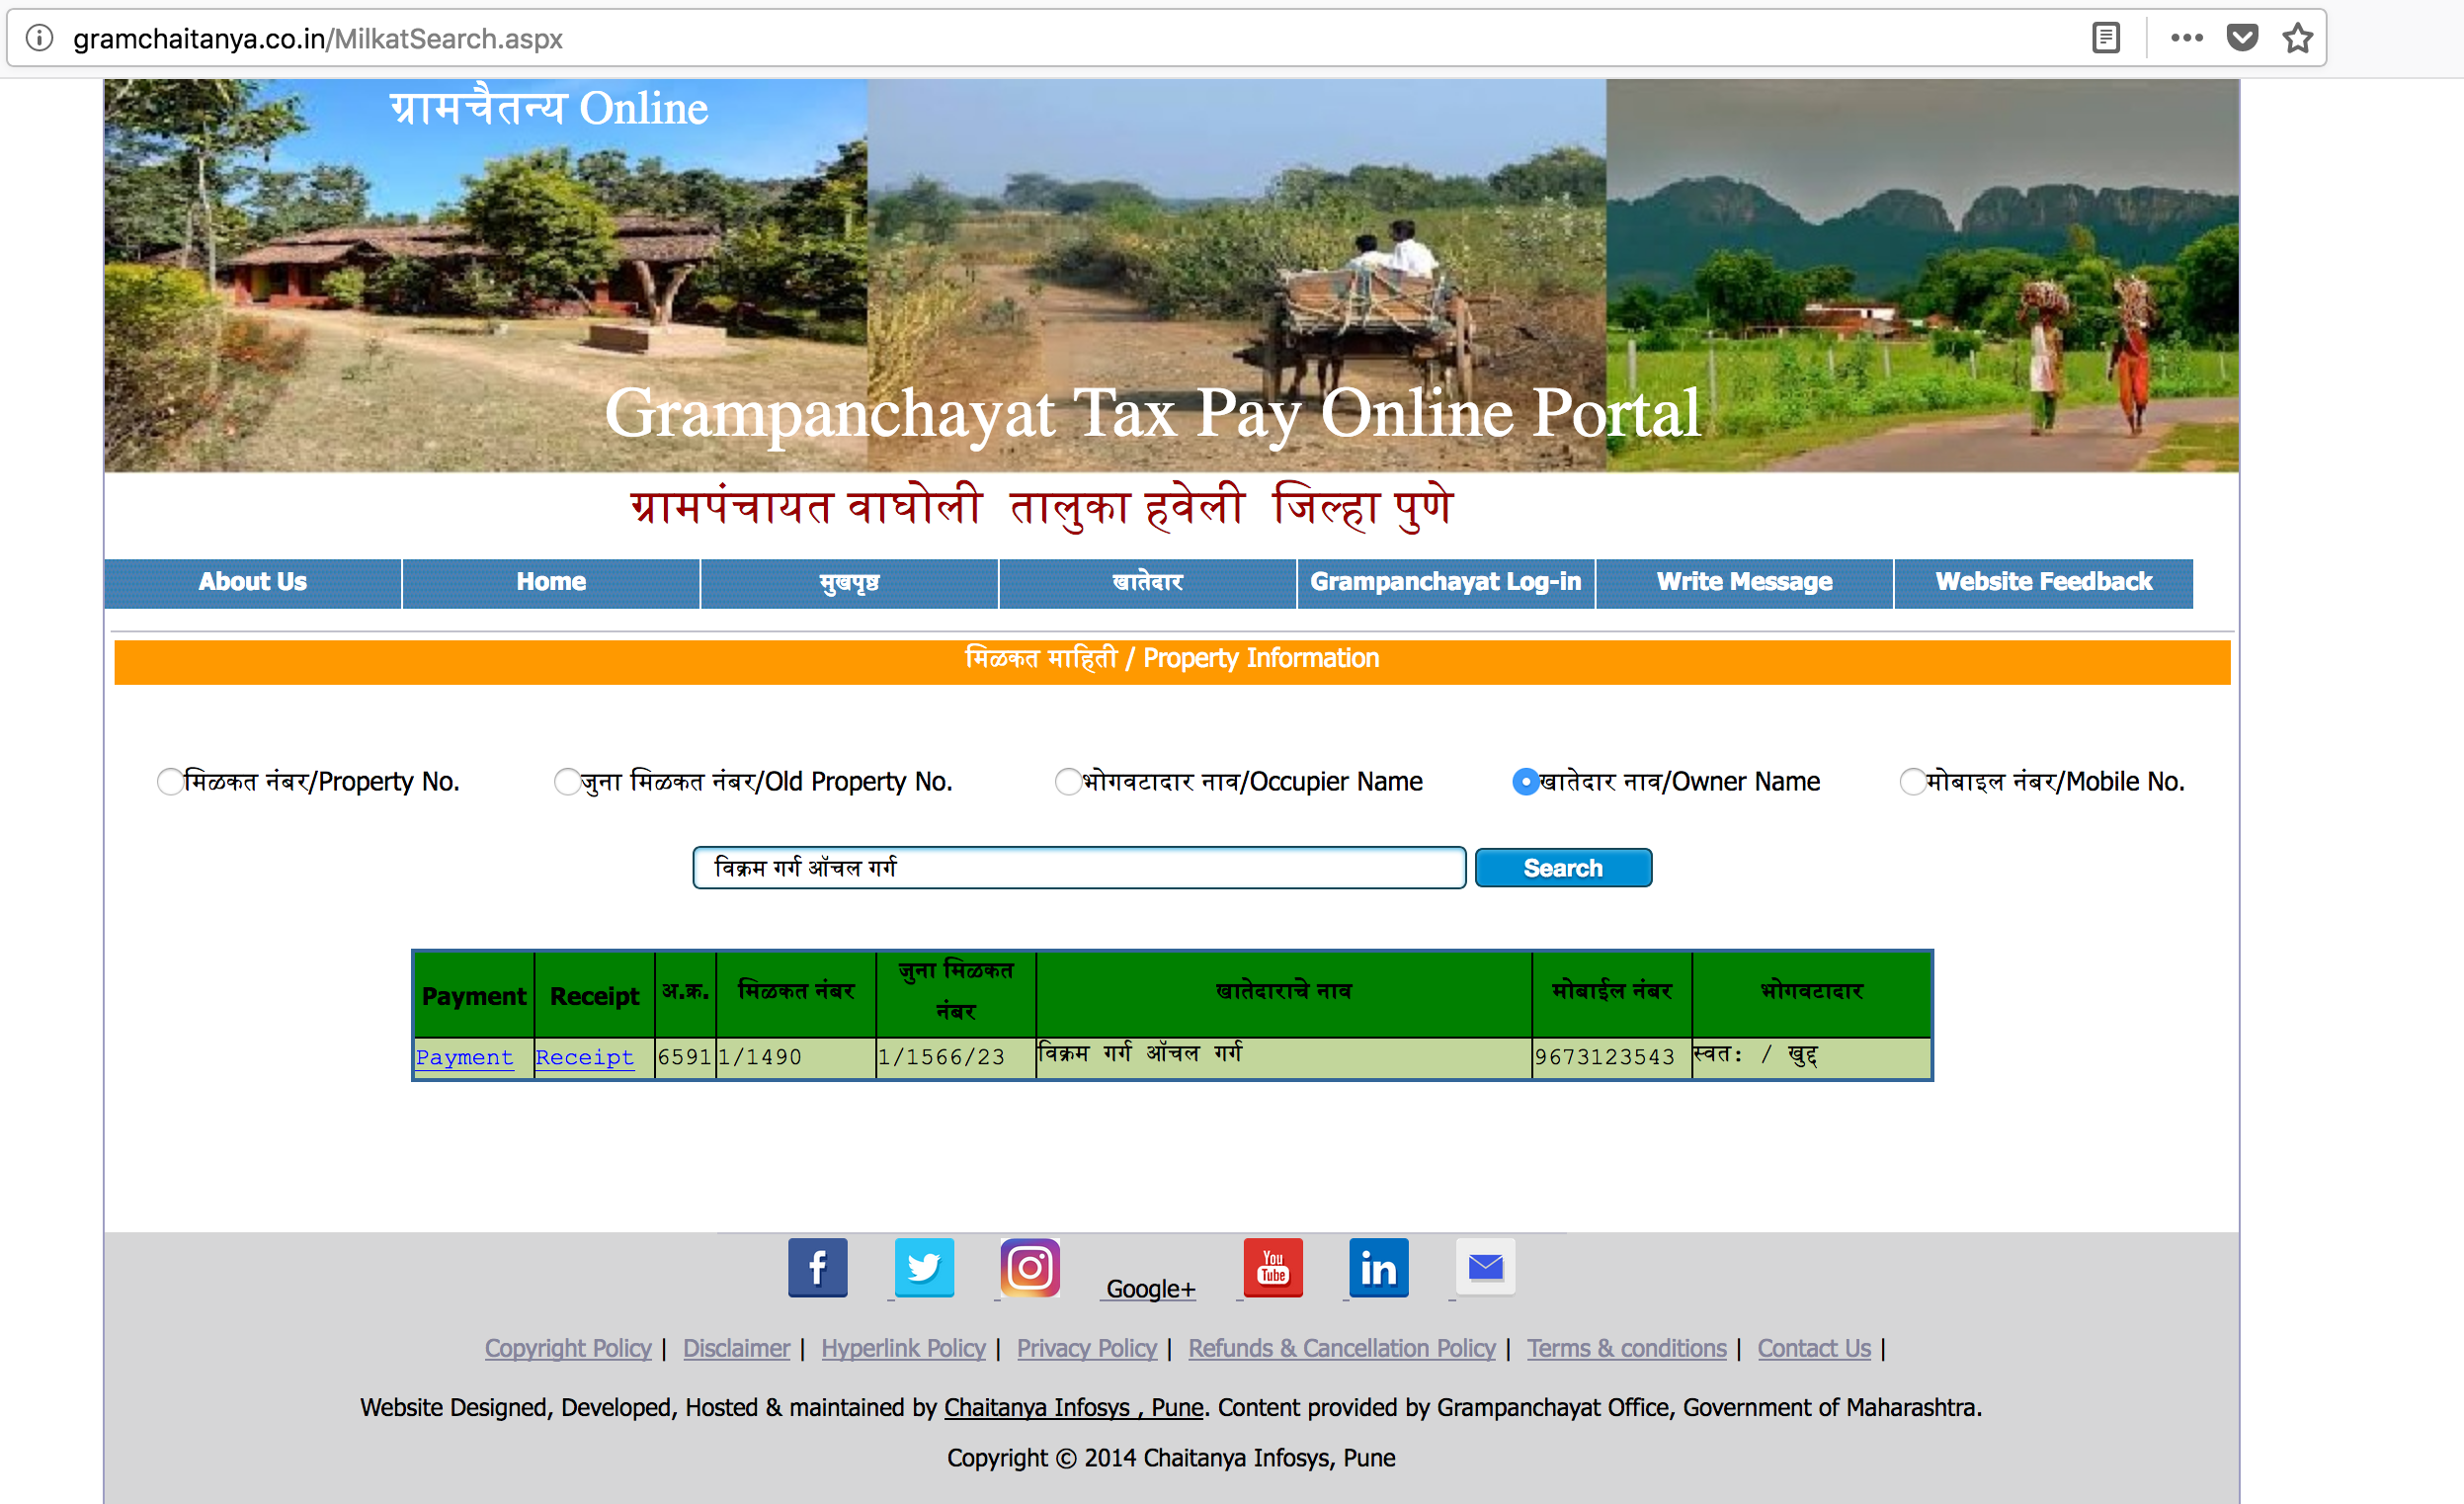 gramchaitanya.co.in/MilkatSearch.aspx
ग्रामचैतन्य Online
Grampanchayat Tax Pay Online Portal
ग्रामपंचायत वाघोली तालुका हवेली जिल्हा पुणे
About Us Home मुखपृष्ठ खातेदार Grampanchayat Log-in Write Message Website Feedback
मिळकत माहिती / Property Information
मिळकत नंबर/Property No. जुना मिळकत नंबर/Old Property No. भोगवटादार नाव/Occupier Name खातेदार नाव/Owner Name मोबाइल नंबर/Mobile No.
विक्रम गर्ग ऑचल गर्ग Search
Payment Receipt अ.क्र. मिळकत नंबर जुना मिळकत नंबर खातेदाराचे नाव मोबाईल नंबर भोगवटादार
Payment Receipt 6591 1/1490 1/1566/23 विक्रम गर्ग ऑचल गर्ग 9673123543 स्वत: / खुद्द
Google+ You Tube in
Copyright Policy | Disclaimer | Hyperlink Policy | Privacy Policy | Refunds & Cancellation Policy | Terms & conditions | Contact Us |
Website Designed, Developed, Hosted & maintained by Chaitanya Infosys , Pune. Content provided by Grampanchayat Office, Government of Maharashtra.
Copyright © 2014 Chaitanya Infosys, Pune